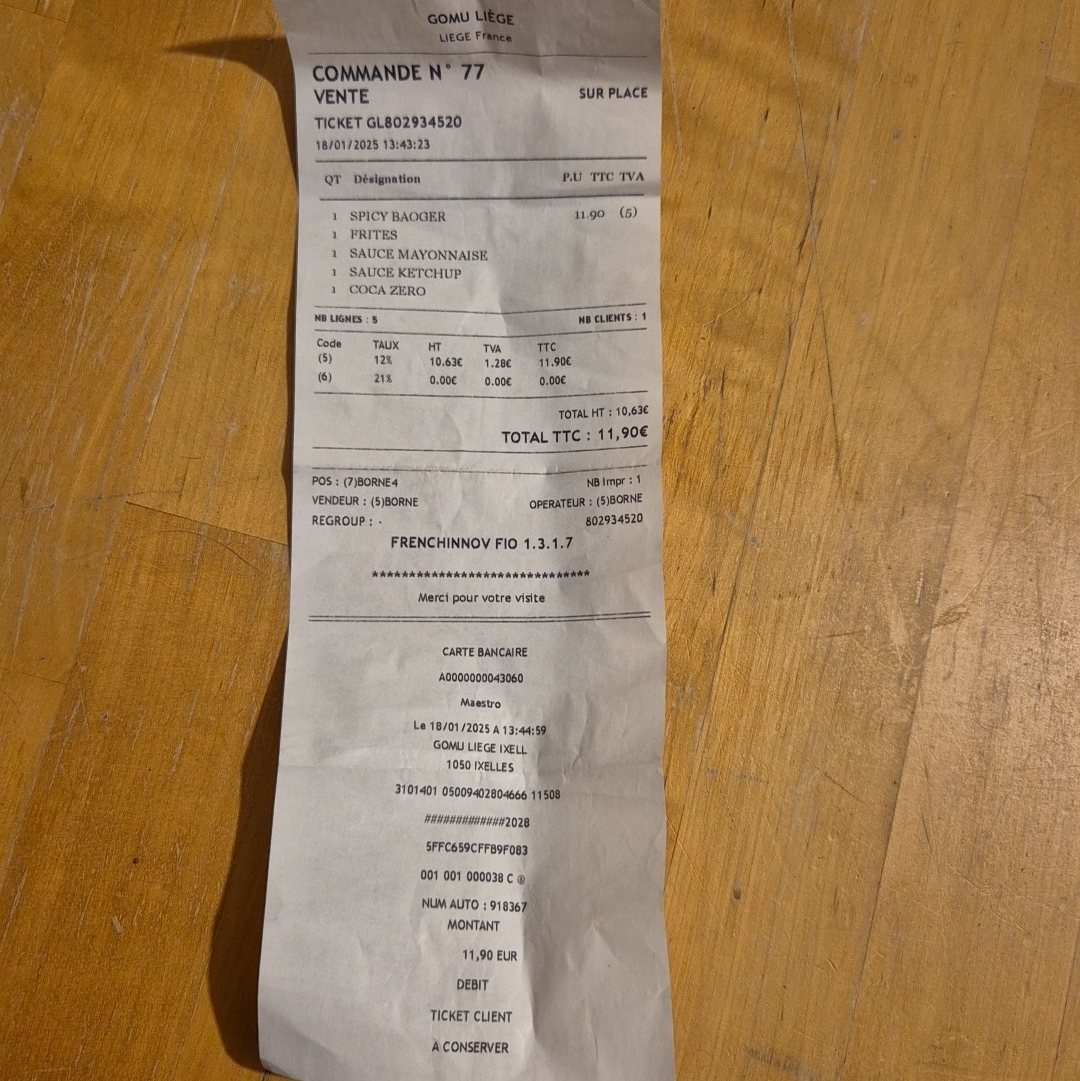 GOMU LIÈGE
LIEGE France
COMMANDE N° 77
VENTE SUR PLACE
TICKET GL802934520
18/01/2025 13:43:23
QT Désignation P.U TTC TVA
1 SPICY BAOGER 11.90 (5)
1 FRITES
1 SAUCE MAYONNAISE
1 SAUCE KETCHUP
1 COCA ZERO
NB LIGNES : 5 NB CLIENTS : 1
Code TAUX HT TVA TTC
(5) 12% 10.63€ 1.28€ 11.90€
(6) 21% 0.00€ 0.00€ 0.00€
TOTAL HT : 10,63€
TOTAL TTC : 11,90€
POS : (7)BORNE4 NB Impr : 1
VENDEUR : (5)BORNE OPERATEUR : (5)BORNE
REGROUP : - 802934520
FRENCHINNOV FIO 1.3.1.7
******************************
Merci pour votre visite
CARTE BANCAIRE
A0000000043060
Maestro
Le 18/01/2025 A 13:44:59
GOMU LIEGE IXELL
1050 IXELLES
3101401 05009402804666 11508
############2028
5FFC659CFFB9F083
001 001 000038 C @
NUM AUTO : 918367
MONTANT
11,90 EUR
DEBIT
TICKET CLIENT
A CONSERVER